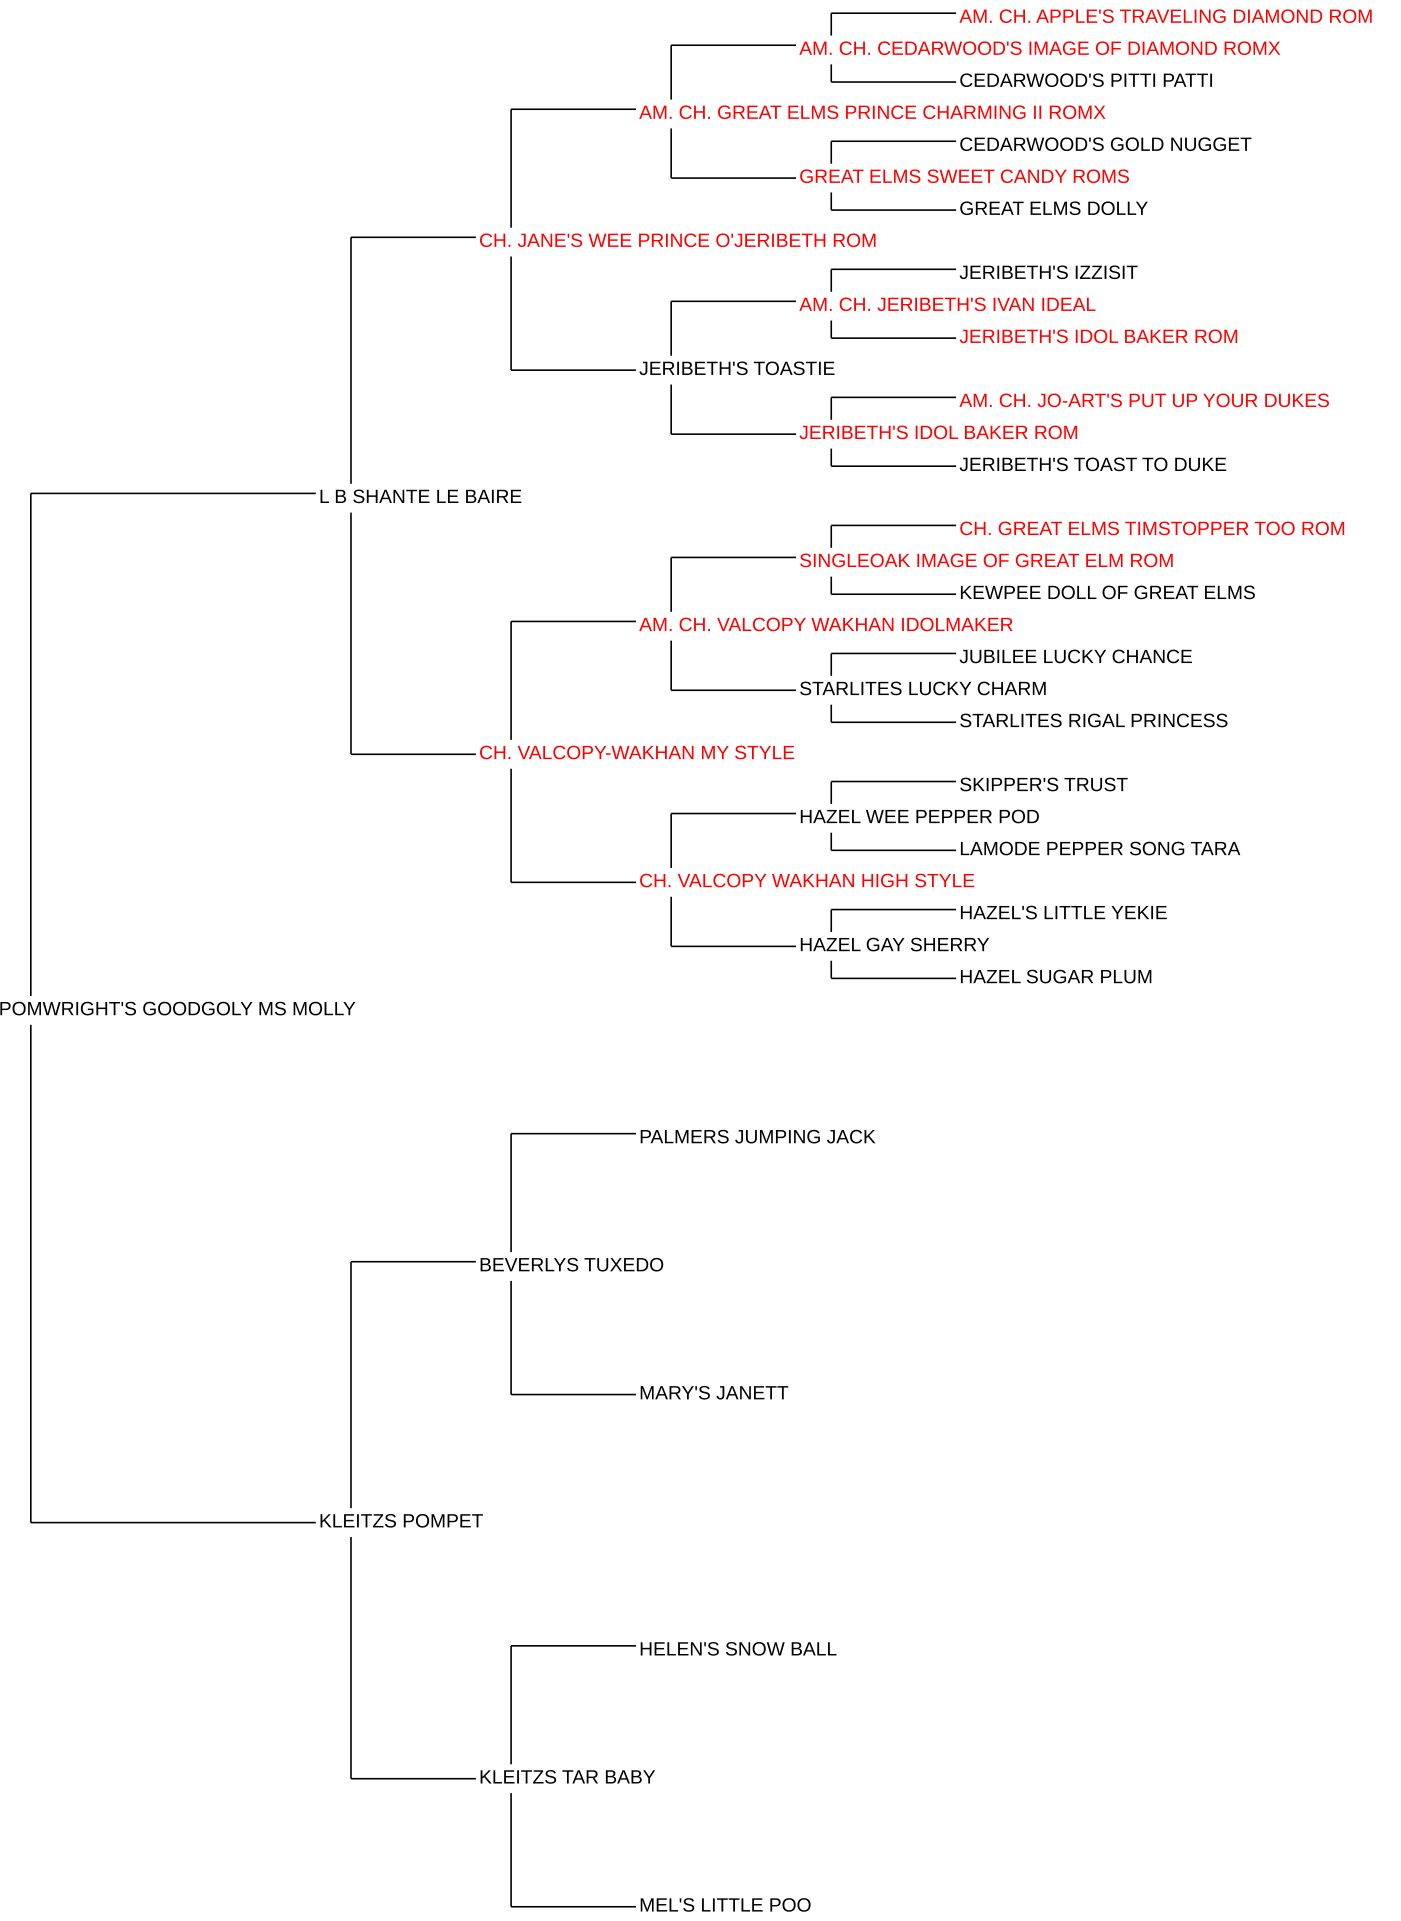 AM. CH. APPLE'S TRAVELING DIAMOND ROM
AM. CH. CEDARWOOD'S IMAGE OF DIAMOND ROMX
CEDARWOOD'S PITTI PATTI
AM. CH. GREAT ELMS PRINCE CHARMING II ROMX
CEDARWOOD'S GOLD NUGGET
GREAT ELMS SWEET CANDY ROMS
GREAT ELMS DOLLY
CH. JANE'S WEE PRINCE O'JERIBETH ROM
JERIBETH'S IZZISIT
AM. CH. JERIBETH'S IVAN IDEAL
JERIBETH'S IDOL BAKER ROM
JERIBETH'S TOASTIE
AM. CH. JO-ART'S PUT UP YOUR DUKES
JERIBETH'S IDOL BAKER ROM
JERIBETH'S TOAST TO DUKE
L B SHANTE LE BAIRE
CH. GREAT ELMS TIMSTOPPER TOO ROM
SINGLEOAK IMAGE OF GREAT ELM ROM
KEWPEE DOLL OF GREAT ELMS
AM. CH. VALCOPY WAKHAN IDOLMAKER
JUBILEE LUCKY CHANCE
STARLITES LUCKY CHARM
STARLITES RIGAL PRINCESS
CH. VALCOPY-WAKHAN MY STYLE
SKIPPER'S TRUST
HAZEL WEE PEPPER POD
LAMODE PEPPER SONG TARA
CH. VALCOPY WAKHAN HIGH STYLE
HAZEL'S LITTLE YEKIE
HAZEL GAY SHERRY
HAZEL SUGAR PLUM
POMWRIGHT'S GOODGOLY MS MOLLY
PALMERS JUMPING JACK
BEVERLYS TUXEDO
MARY'S JANETT
KLEITZS POMPET
HELEN'S SNOW BALL
KLEITZS TAR BABY
MEL'S LITTLE POO